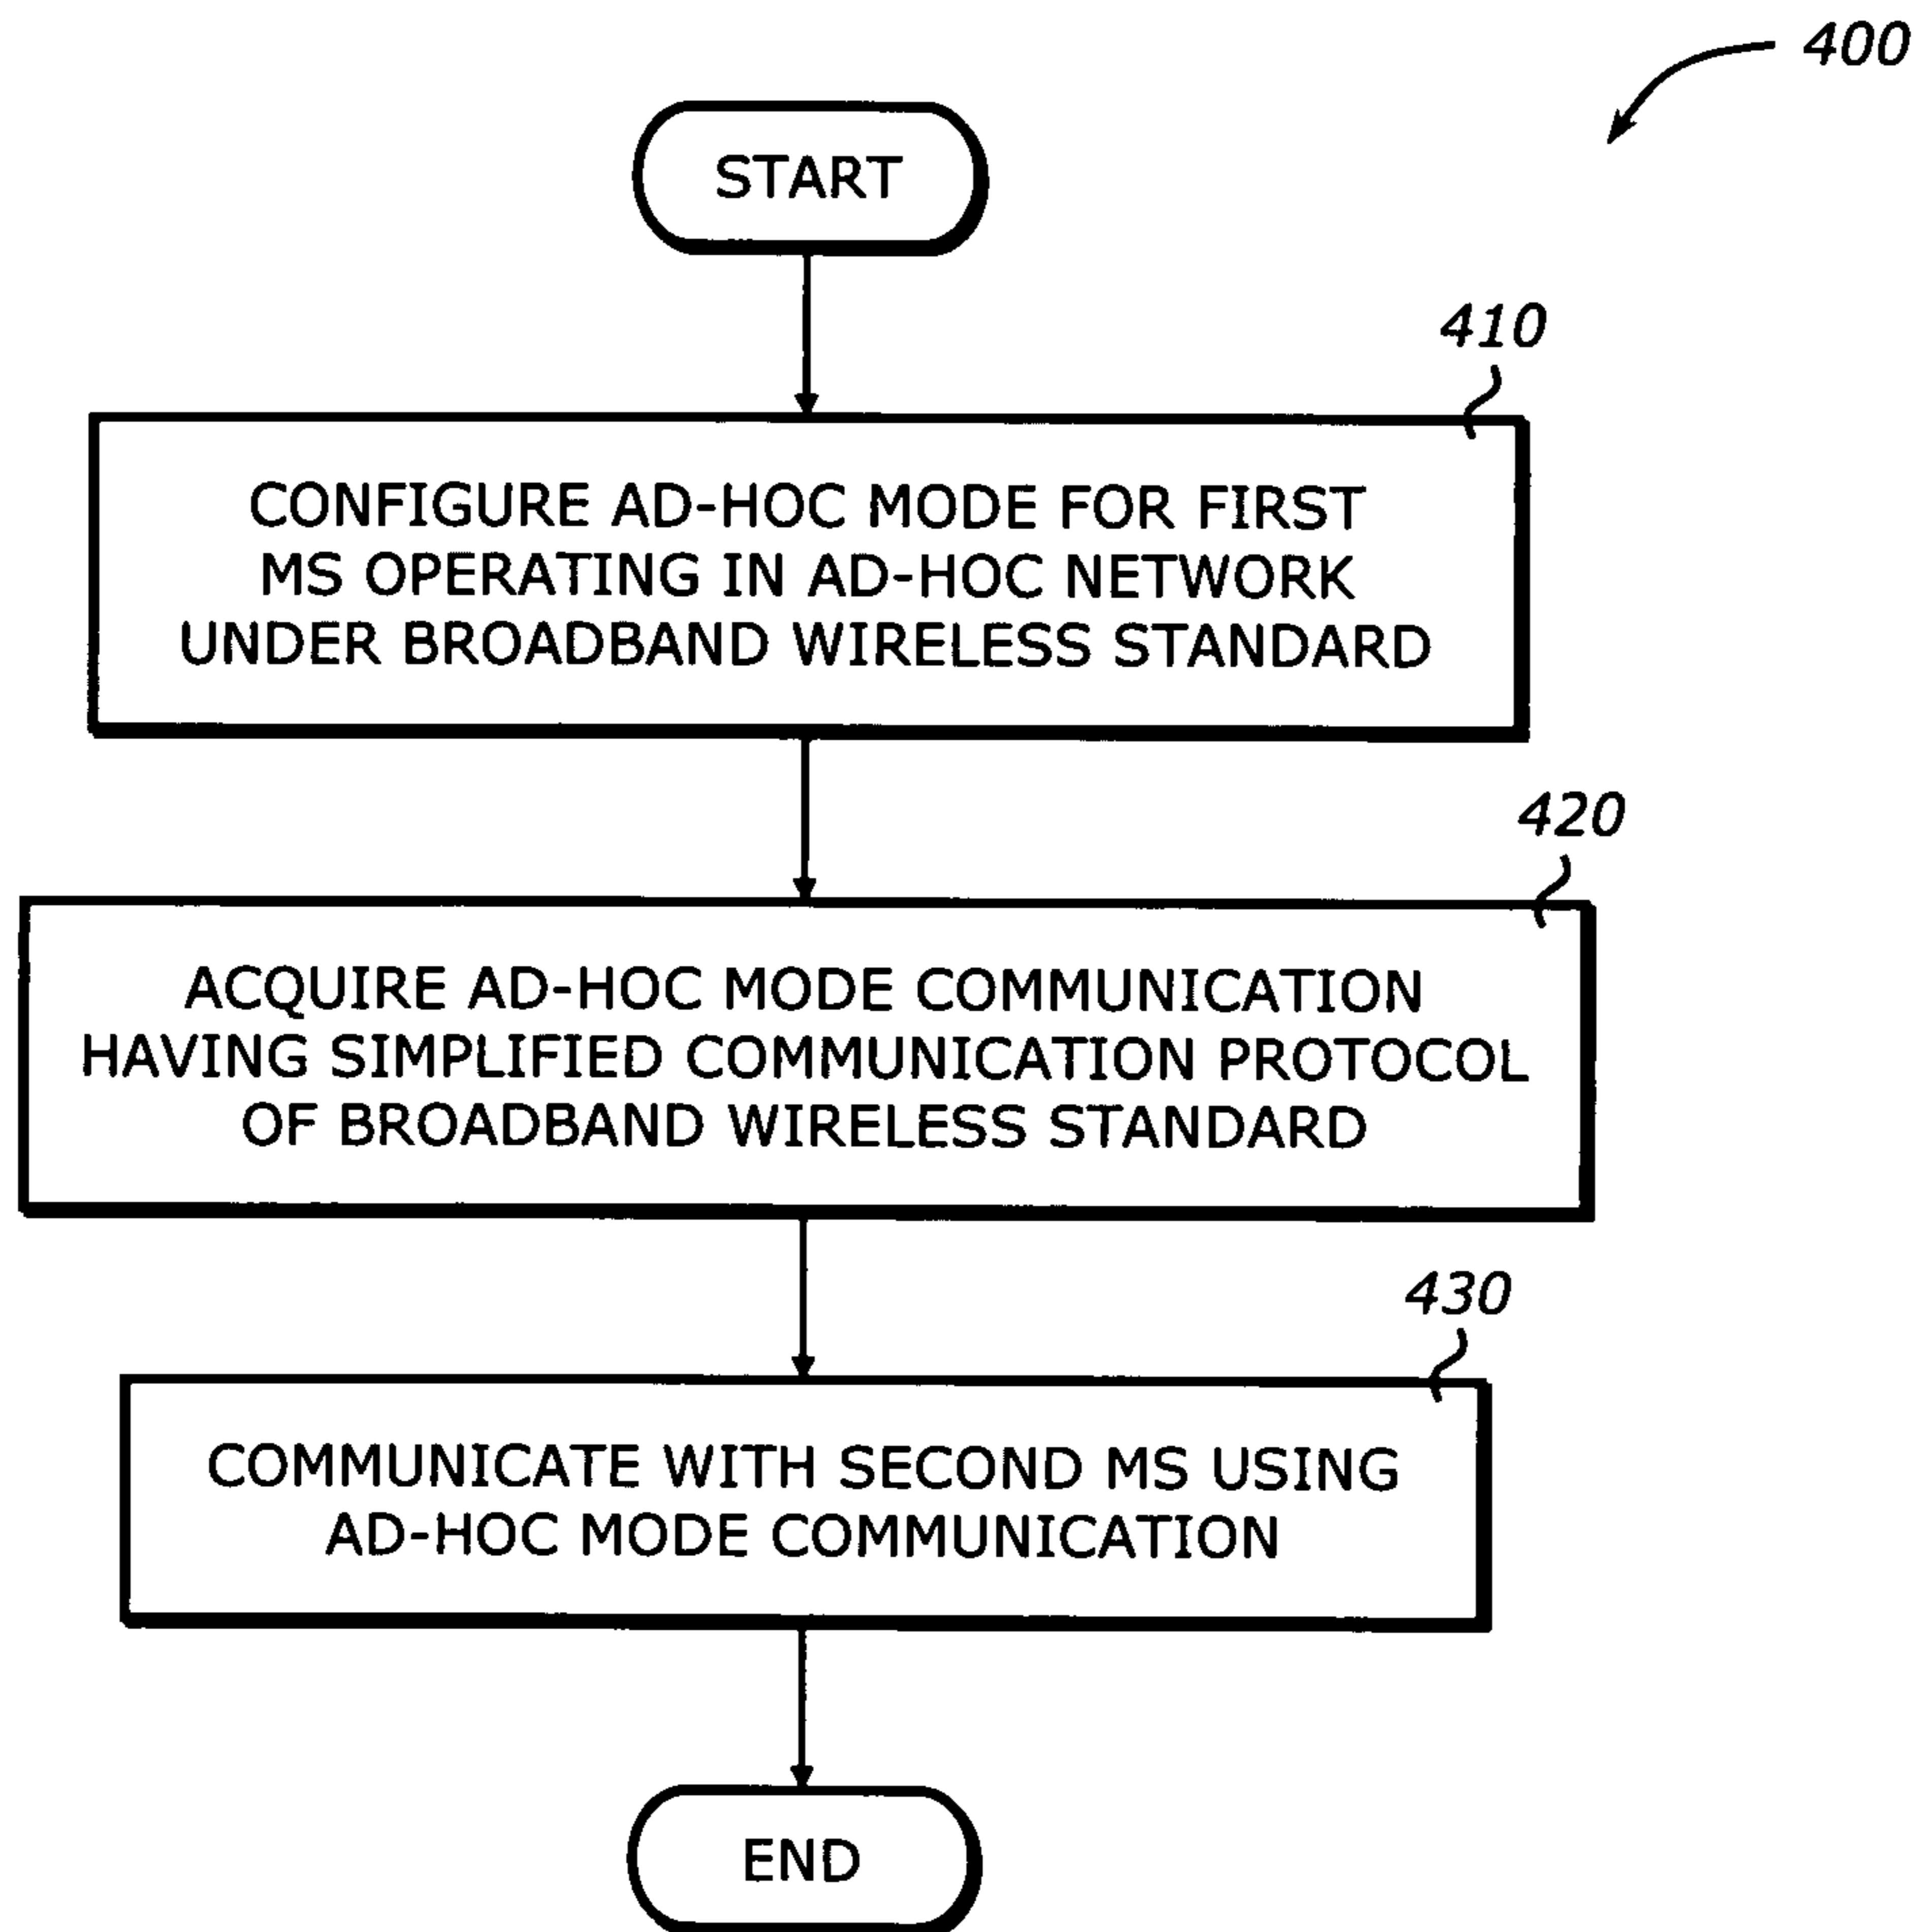 400
START
410
CONFIGURE AD-HOC MODE FOR FIRST
MS OPERATING IN AD-HOC NETWORK
UNDER BROADBAND WIRELESS STANDARD
420
ACQUIRE AD-HOC MODE COMMUNICATION
HAVING SIMPLIFIED COMMUNICATION PROTOCOL
OF BROADBAND WIRELESS STANDARD
430
COMMUNICATE WITH SECOND MS USING
AD-HOC MODE COMMUNICATION
END